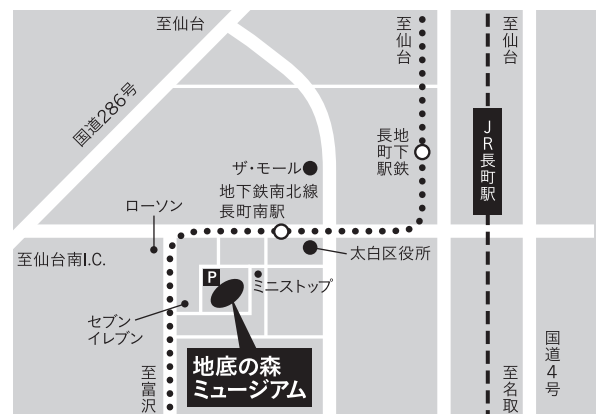 至仙台
至仙台
至仙台
国道286号
地下鉄
長町駅
JR長町駅
ザ・モール
地下鉄南北線
長町南駅
ローソン
至仙台南I.C.
太白区役所
P
ミニストップ
セブン
イレブン
地底の森
ミュージアム
至富沢
至名取
国道4号